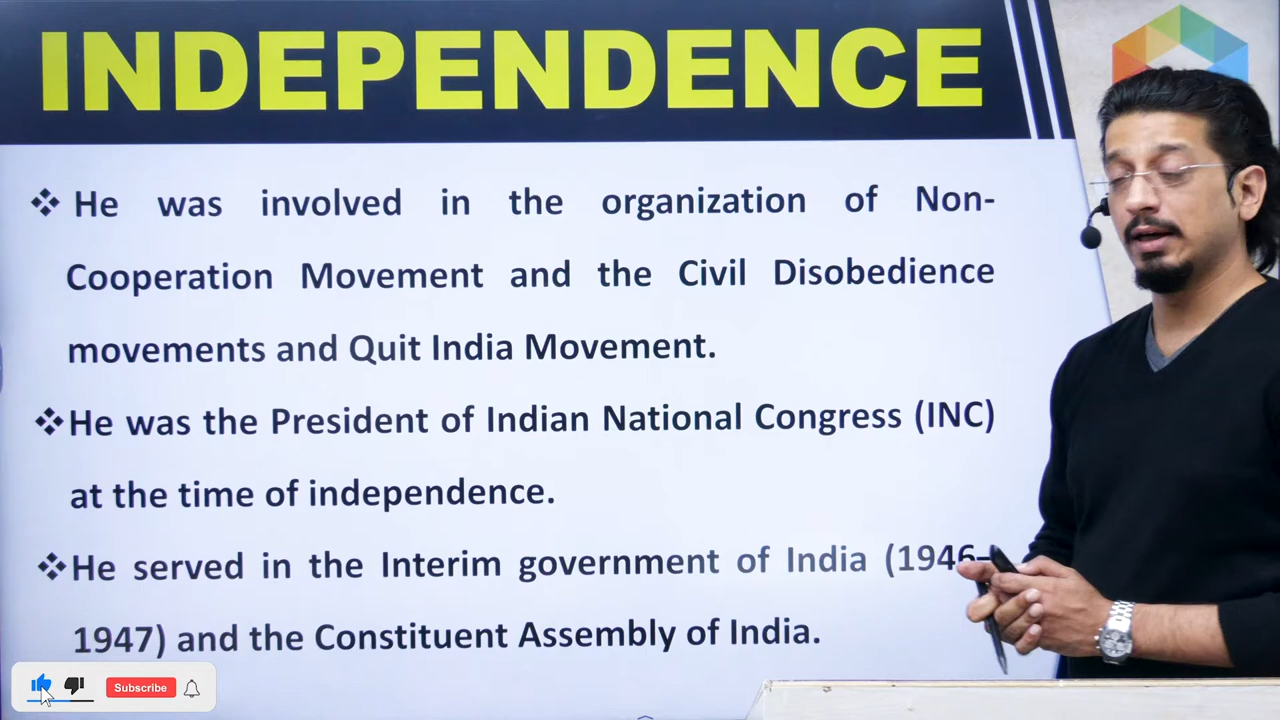 INDEPENDENCE
❖ He was involved in the organization of Non-
Cooperation Movement and the Civil Disobedience
movements and Quit India Movement.
❖ He was the President of Indian National Congress (INC)
at the time of independence.
❖ He served in the Interim government of India (1946–
1947) and the Constituent Assembly of India.
Subscribe